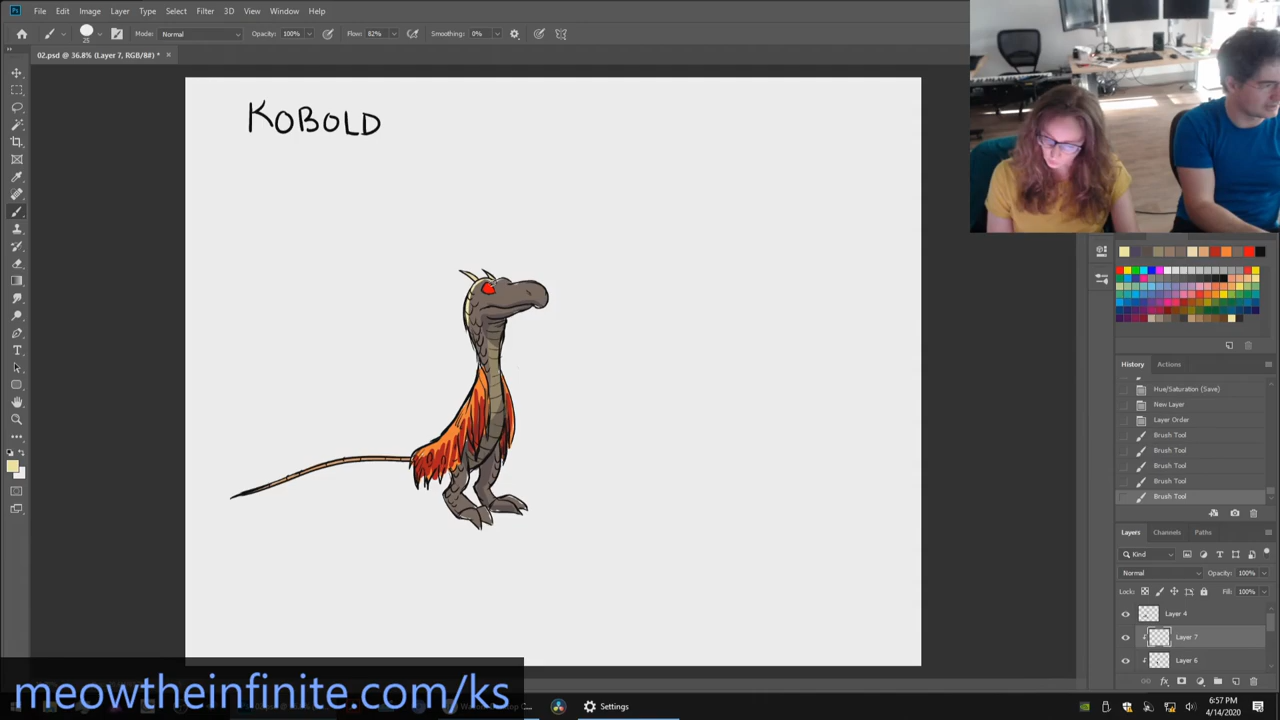 File Edit Image Layer Type Select Filter 3D View Window Help
25 Mode: Normal Opacity: 100% Flow: 82% Smoothing: 0%
02.psd @ 36.8% (Layer 7, RGB/8#) * ×
KOBOLD
History Actions
Hue/Saturation (Save)
New Layer
Layer Order
Brush Tool
Brush Tool
Brush Tool
Brush Tool
Brush Tool
Layers Channels Paths
Kind
Normal Opacity: 100%
Lock: Fill: 100%
Layer 4
Layer 7
Layer 6
meowtheinfinite.com/ks
Settings
6:57 PM
4/14/2020